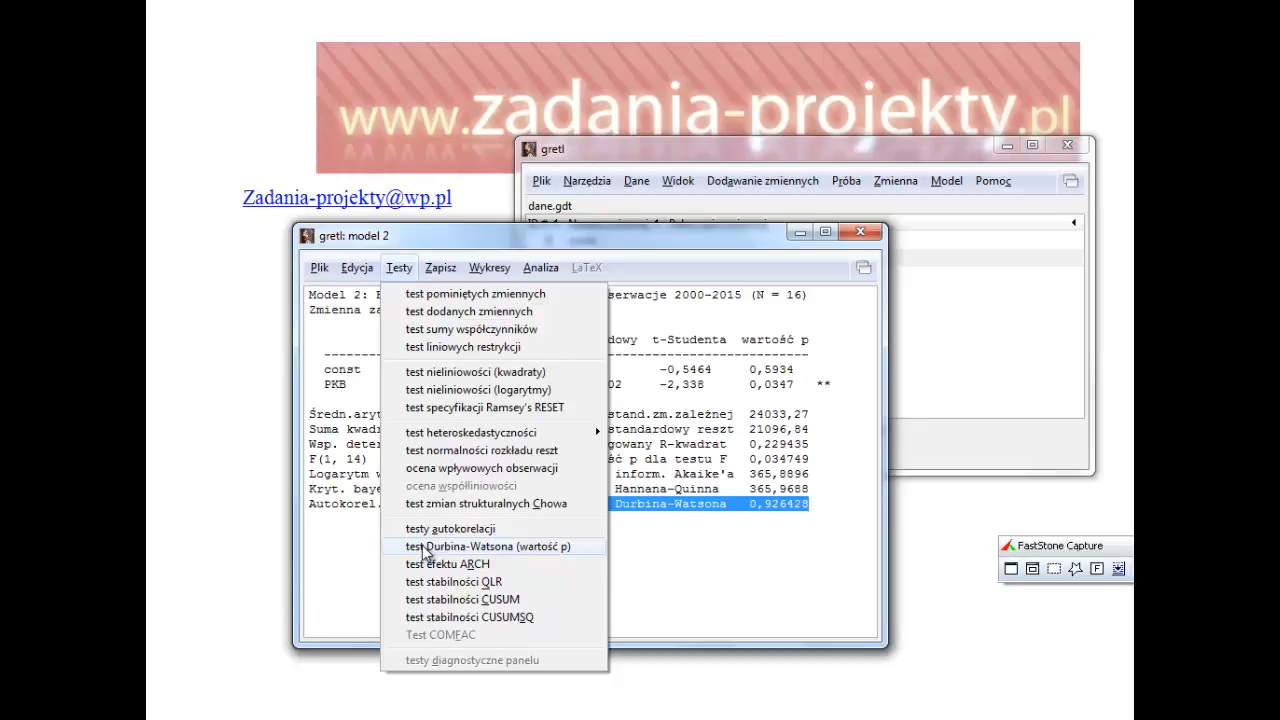 www.zadania-projekty.pl
gretl
Plik Narzędzia Dane Widok Dodawanie zmiennych Próba Zmienna Model Pomoc
Zadania-projekty@wp.pl
dane.gdt
gretl: model 2
Plik Edycja Testy Zapisz Wykresy Analiza LaTeX
Model 2: serwacje 2000-2015 (N = 16)
Zmienna za
test pominiętych zmiennych
test dodanych zmiennych
test sumy współczynników
test liniowych restrykcji
dowy t-Studenta wartość p
const -0,5464 0,5934
test nieliniowości (kwadraty)
PKB 02 -2,338 0,0347 **
test nieliniowości (logarytmy)
test specyfikacji Ramsey's RESET
Średn.aryt stand.zm.zależnej 24033,27
Suma kwad standardowy reszt 21096,84
test heteroskedastyczności
Wsp. deter gowany R-kwadrat 0,229435
test normalności rozkładu reszt
F(1, 14) ść p dla testu F 0,034749
ocena wpływowych obserwacji
Logarytm w inform. Akaike'a 365,8896
ocena współliniowości
Kryt. baye Hannana-Quinna 365,9688
test zmian strukturalnych Chowa
Autokorel. Durbina-Watsona 0,926428
testy autokorelacji
test Durbina-Watsona (wartość p)
test efektu ARCH
test stabilności QLR
test stabilności CUSUM
test stabilności CUSUMSQ
Test COMFAC
testy diagnostyczne panelu
FastStone Capture